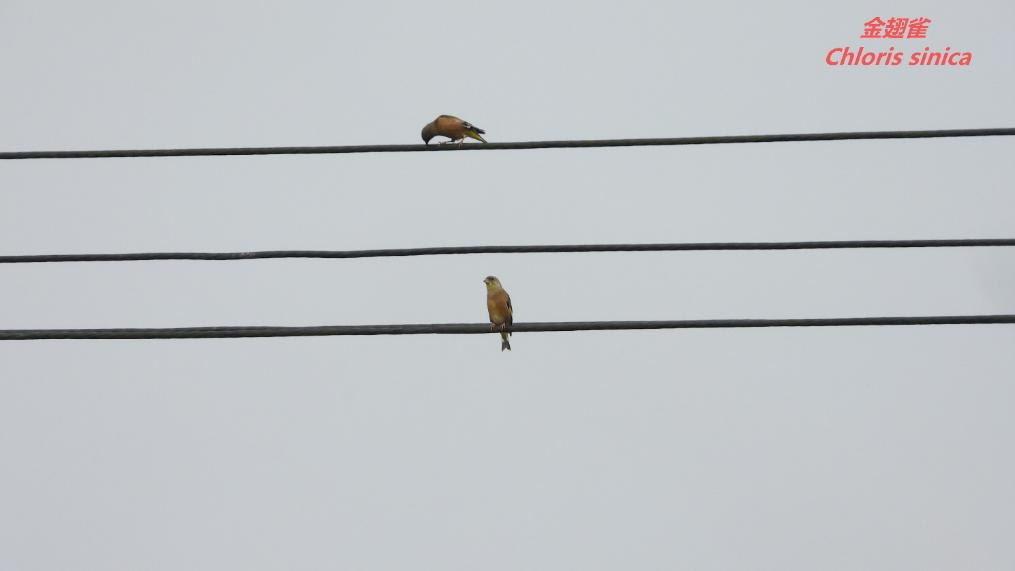 金翅雀
Chloris sinica